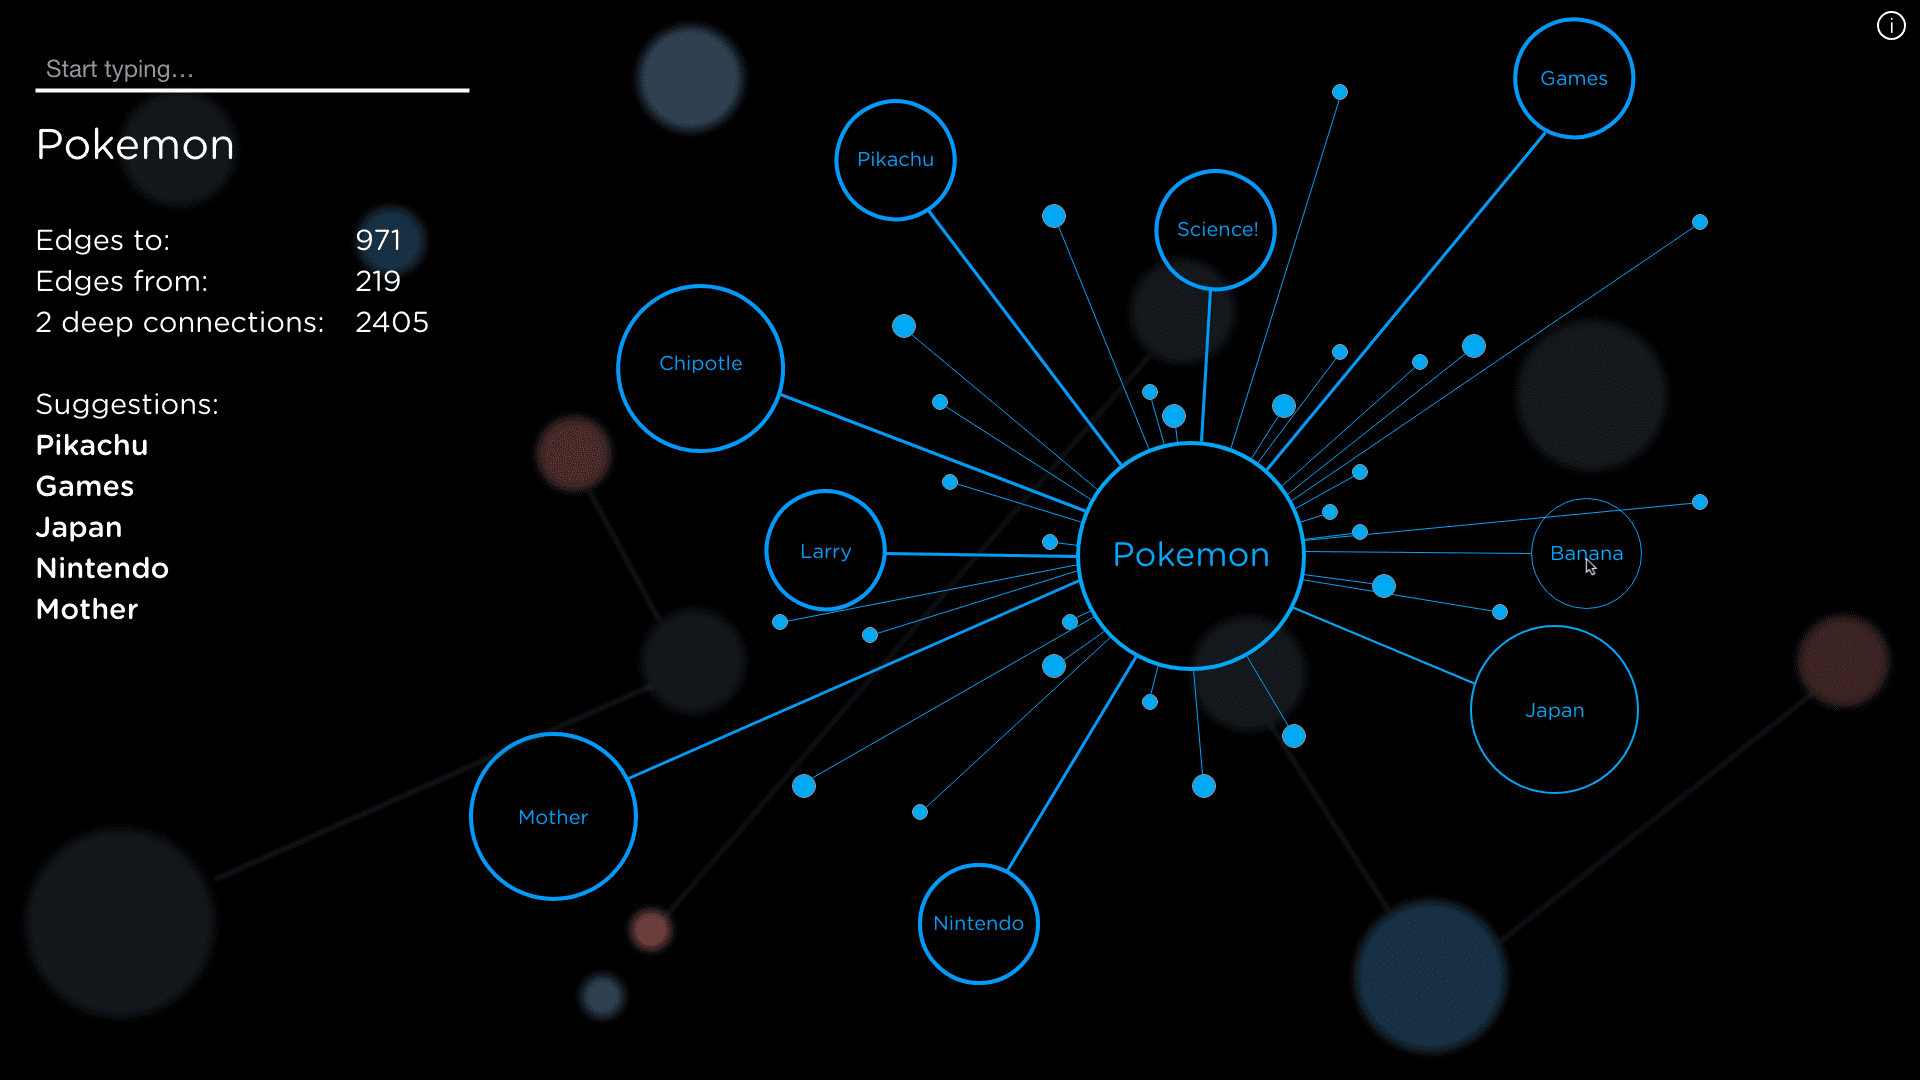 Start typing...
Pokemon
Edges to: 971
Edges from: 219
2 deep connections: 2405
Suggestions:
Pikachu
Games
Japan
Nintendo
Mother
Games
Pikachu
Science!
Chipotle
Larry
Pokemon
Banana
Japan
Mother
Nintendo
i